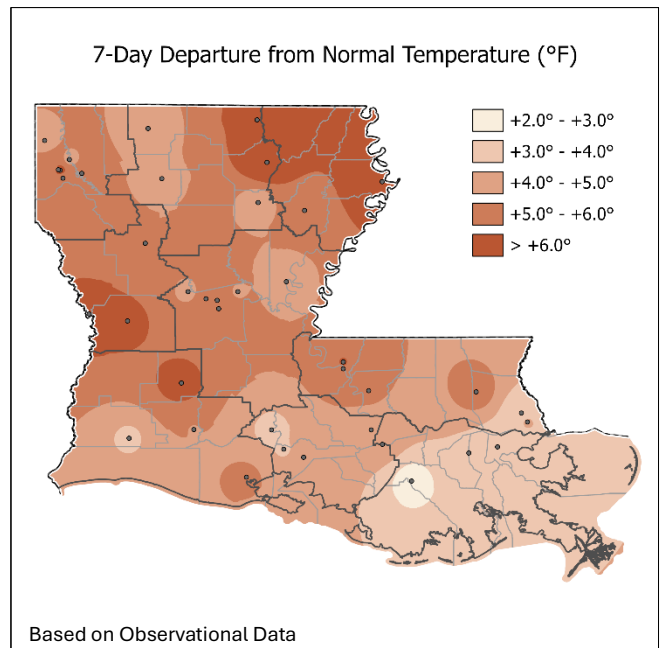 7-Day Departure from Normal Temperature (°F)
+2.0° - +3.0°
+3.0° - +4.0°
+4.0° - +5.0°
+5.0° - +6.0°
> +6.0°
Based on Observational Data